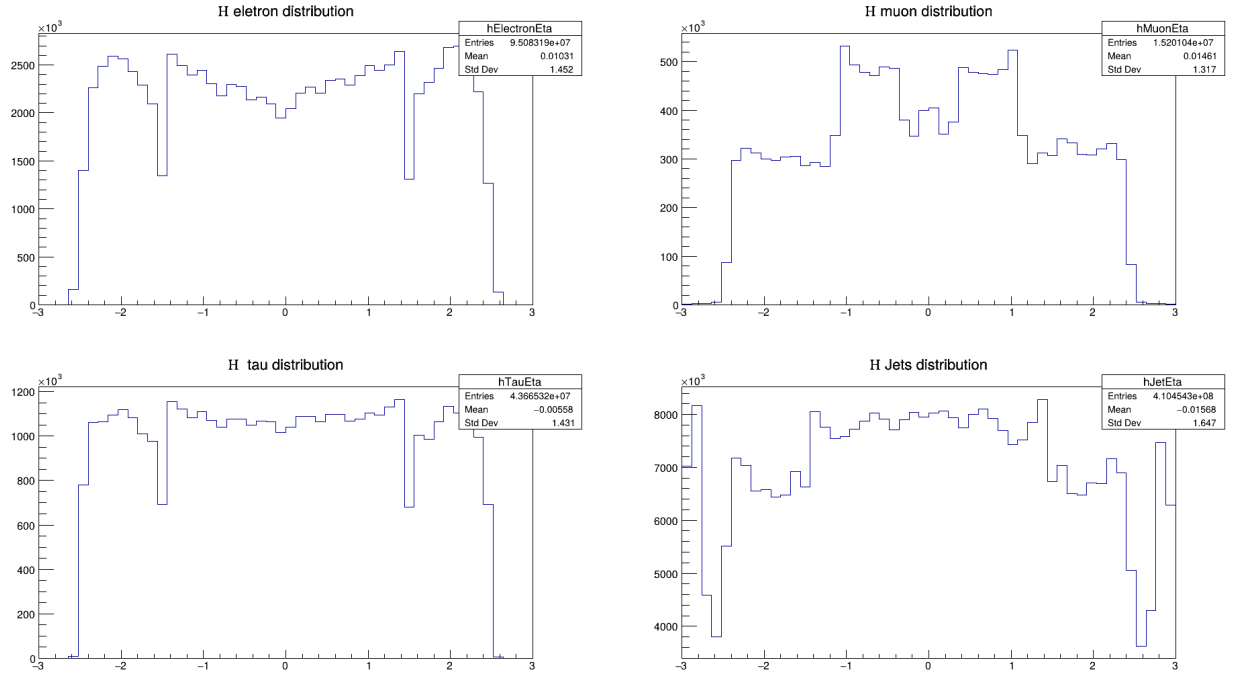 H eletron distribution
×10³
hElectronEta
Entries 9.508319e+07
Mean 0.01031
Std Dev 1.452
2500
2000
1500
1000
500
0
−3 −2 −1 0 1 2 3
H muon distribution
×10³
hMuonEta
Entries 1.520104e+07
Mean 0.01461
Std Dev 1.317
500
400
300
200
100
0
−3 −2 −1 0 1 2 3
H tau distribution
×10³
hTauEta
Entries 4.366532e+07
Mean −0.00558
Std Dev 1.431
1200
1000
800
600
400
200
0
−3 −2 −1 0 1 2 3
H Jets distribution
×10³
hJetEta
Entries 4.104543e+08
Mean −0.01568
Std Dev 1.647
8000
7000
6000
5000
4000
−3 −2 −1 0 1 2 3